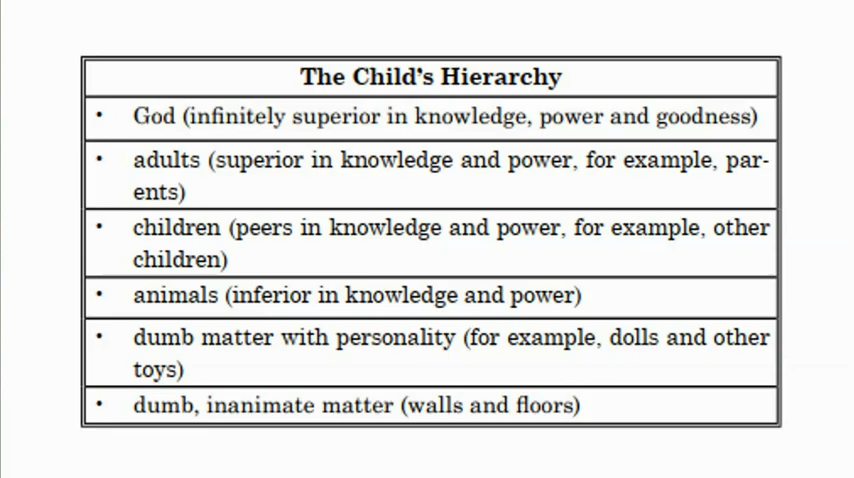 The Child's Hierarchy
• God (infinitely superior in knowledge, power and goodness)
• adults (superior in knowledge and power, for example, par-
ents)
• children (peers in knowledge and power, for example, other
children)
• animals (inferior in knowledge and power)
• dumb matter with personality (for example, dolls and other
toys)
• dumb, inanimate matter (walls and floors)